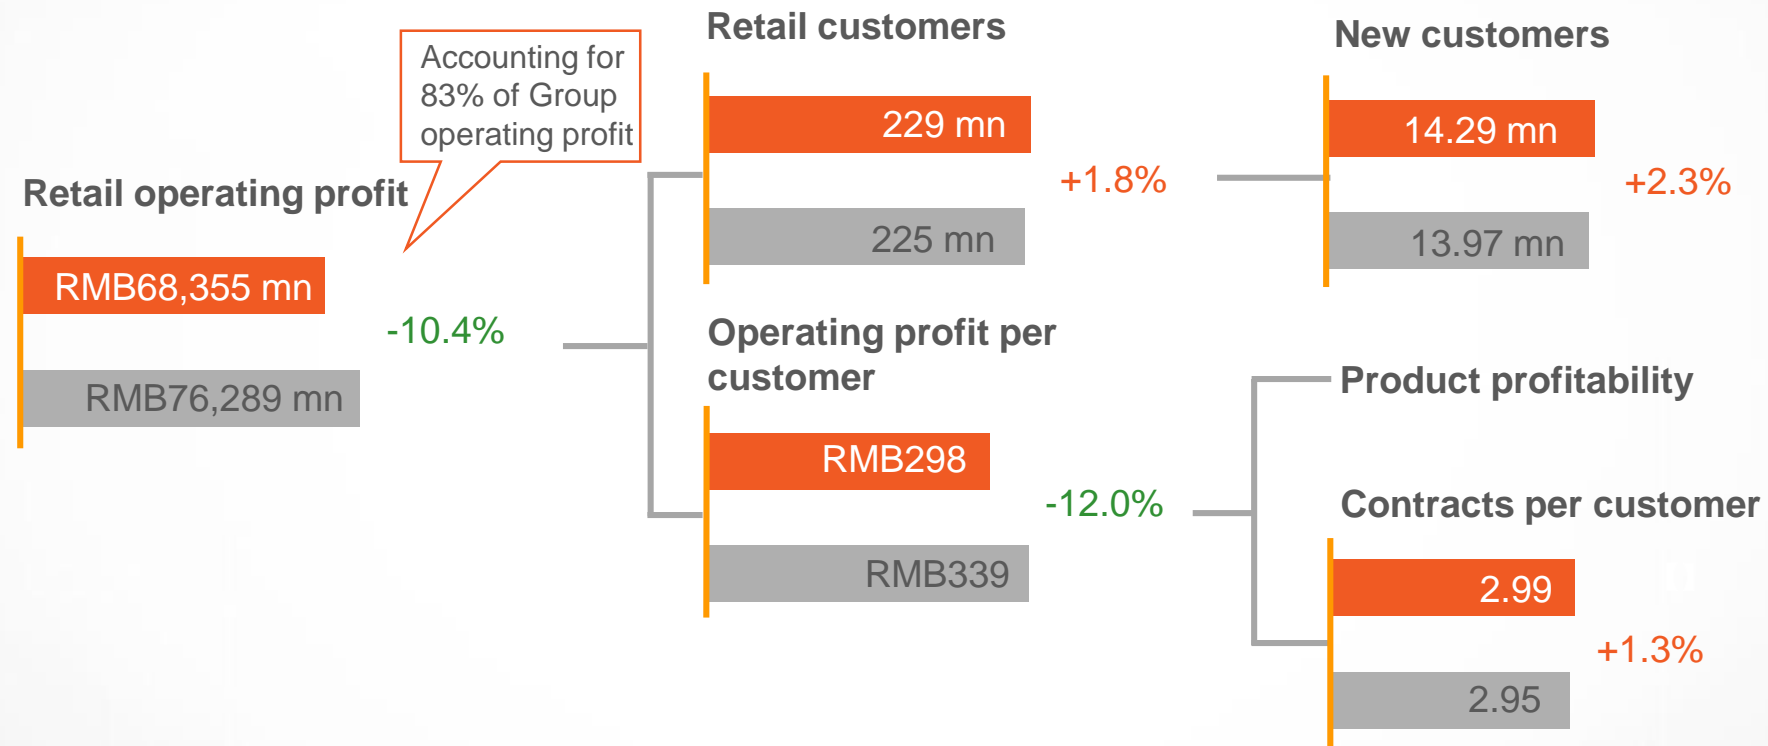 Retail operating profit
RMB68,355 mn
RMB76,289 mn
-10.4%
Accounting for
83% of Group
operating profit
Retail customers
229 mn
225 mn
+1.8%
New customers
14.29 mn
13.97 mn
+2.3%
Operating profit per
customer
RMB298
RMB339
-12.0%
Product profitability
Contracts per customer
2.99
2.95
+1.3%